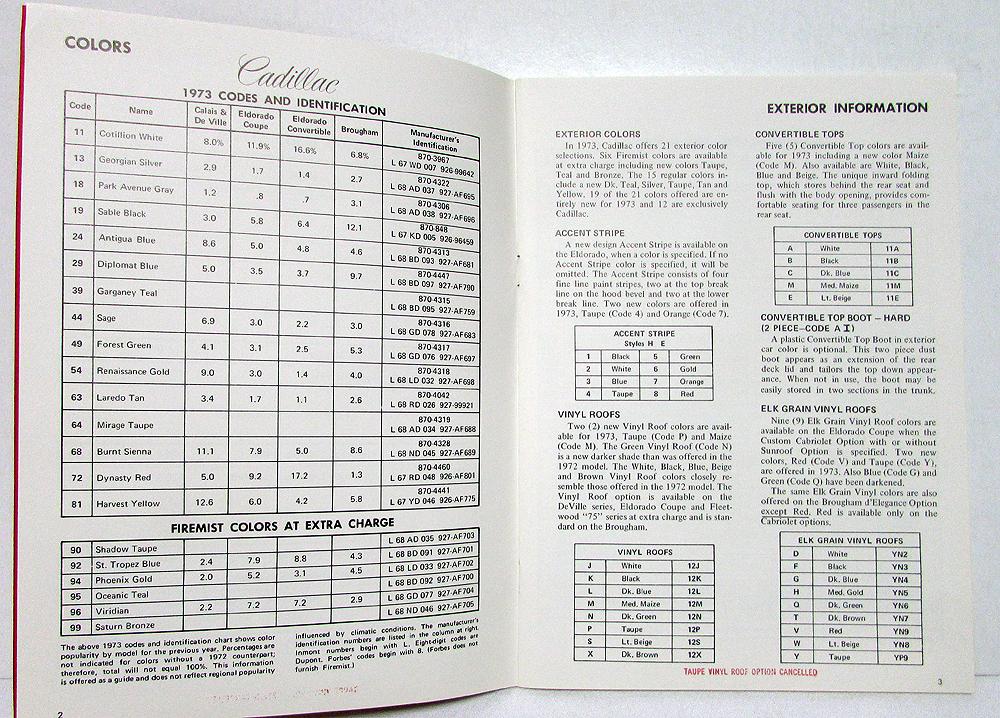 COLORS
Cadillac
1973 CODES AND IDENTIFICATION
Code Name Calais & De Ville Eldorado Coupe Eldorado Convertible Brougham Manufacturer's Identification
11 Cotillion White 8.0% 11.9% 16.6% 6.8% 870-3967
L 67 WD 007 926-99642
13 Georgian Silver 2.9 1.7 1.4 2.7 870-4322
L 68 AD 037 927-AF695
18 Park Avenue Gray 1.2 .8 .7 3.1 870-4306
L 68 AD 038 927-AF696
19 Sable Black 3.0 5.8 6.4 12.1 870-848
L 67 KD 005 926-96459
24 Antigua Blue 8.6 5.0 4.8 4.6 870-4313
L 68 BD 093 927-AF681
29 Diplomat Blue 5.0 3.5 3.7 9.7 870-4447
L 68 BD 097 927-AF790
39 Garganey Teal 870-4315
L 68 BD 095 927-AF759
44 Sage 6.9 3.0 2.2 3.0 870-4316
L 68 GD 078 927-AF683
49 Forest Green 4.1 3.1 2.5 5.3 870-4317
L 68 GD 076 927-AF697
54 Renaissance Gold 9.0 3.0 1.4 4.0 870-4318
L 68 LD 032 927-AF698
63 Laredo Tan 3.4 1.7 1.1 2.6 870-4042
L 68 RD 026 927-99921
64 Mirage Taupe 870-4319
L 68 AD 034 927-AF688
68 Burnt Sienna 11.1 7.9 5.0 8.6 870-4328
L 68 ND 045 927-AF689
72 Dynasty Red 5.0 9.2 17.2 1.3 870-4460
L 67 RD 048 926-AF801
81 Harvest Yellow 12.6 6.0 4.2 5.8 870-4441
L 67 YD 046 926-AF775
FIREMIST COLORS AT EXTRA CHARGE
90 Shadow Taupe L 68 AD 035 927-AF703
92 St. Tropez Blue 2.4 7.9 8.8 4.3 L 68 BD 091 927-AF701
94 Phoenix Gold 2.0 5.2 3.1 4.5 L 68 LD 033 927-AF702
95 Oceanic Teal L 68 BD 092 927-AF700
96 Viridian 2.2 7.2 7.2 2.9 L 68 GD 077 927-AF704
99 Saturn Bronze L 68 ND 046 927-AF705
The above 1973 codes and identification chart shows color
popularity by model for the previous year. Percentages are
not indicated for colors without a 1972 counterpart;
therefore, total will not equal 100%. This information
is offered as a guide and does not reflect regional popularity
influenced by climatic conditions. The manufacturer's
identification numbers are listed in the column at right.
Inmont numbers begin with L. Eight-digit codes are
Dupont. Forbes' codes begin with 8. (Forbes does not
furnish Firemist.)
2
EXTERIOR INFORMATION
EXTERIOR COLORS
In 1973, Cadillac offers 21 exterior color
selections. Six Firemist colors are available
at extra charge including new colors Taupe,
Teal and Bronze. The 15 regular colors in-
clude a new Dk. Teal, Silver, Taupe, Tan and
Yellow. 19 of the 21 colors offered are en-
tirely new for 1973 and 12 are exclusively
Cadillac.
ACCENT STRIPE
A new design Accent Stripe is available on
the Eldorado, when a color is specified. If no
Accent Stripe color is specified, it will be
omitted. The Accent Stripe consists of four
fine line paint stripes, two at the top break
line on the hood bevel and two at the lower
break line. Two new colors are offered in
1973, Taupe (Code 4) and Orange (Code 7).
ACCENT STRIPE
Styles H E
1 Black 5 Green
2 White 6 Gold
3 Blue 7 Orange
4 Taupe 8 Red
VINYL ROOFS
Two (2) new Vinyl Roof colors are avail-
able for 1973, Taupe (Code P) and Maize
(Code M). The Green Vinyl Roof (Code N)
is a new darker shade than was offered in the
1972 model. The White, Black, Blue, Beige
and Brown Vinyl Roof colors closely re-
semble those offered in the 1972 model. The
Vinyl Roof option is available on the
DeVille series, Eldorado Coupe and Fleet-
wood "75" series at extra charge and is stan-
dard on the Brougham.
VINYL ROOFS
J White 12J
K Black 12K
L Dk. Blue 12L
M Med. Maize 12M
N Dk. Green 12N
P Taupe 12P
S Lt. Beige 12S
X Dk. Brown 12X
CONVERTIBLE TOPS
Five (5) Convertible Top colors are avail-
able for 1973 including a new color Maize
(Code M). Also available are White, Black,
Blue and Beige. The unique inward folding
top, which stores behind the rear seat and
flush with the body opening, provides com-
fortable seating for three passengers in the
rear seat.
CONVERTIBLE TOPS
A White 11A
B Black 11B
C Dk. Blue 11C
M Med. Maize 11M
E Lt. Beige 11E
CONVERTIBLE TOP BOOT – HARD
(2 PIECE–CODE A I)
A plastic Convertible Top Boot in exterior
car color is optional. This two piece dust
boot appears as an extension of the rear
deck lid and tailors the top down appear-
ance. When not in use, the boot may be
easily stored in two sections in the trunk.
ELK GRAIN VINYL ROOFS
Nine (9) Elk Grain Vinyl Roof colors are
available on the Eldorado Coupe when the
Custom Cabriolet Option with or without
Sunroof Option is specified. Two new
colors, Red (Code V) and Taupe (Code Y),
are offered in 1973. Also Blue (Code G) and
Green (Code Q) have been darkened.
The same Elk Grain Vinyl colors are also
offered on the Brougham d'Elegance Option
except Red. Red is available only on the
Cabriolet options.
ELK GRAIN VINYL ROOFS
D White YN2
F Black YN3
G Dk. Blue YN4
H Med. Gold YN5
Q Dk. Green YN6
T Dk. Brown YN7
V Red YN9
W Lt. Beige YN8
Y Taupe YP9
TAUPE VINYL ROOF OPTION CANCELLED
3